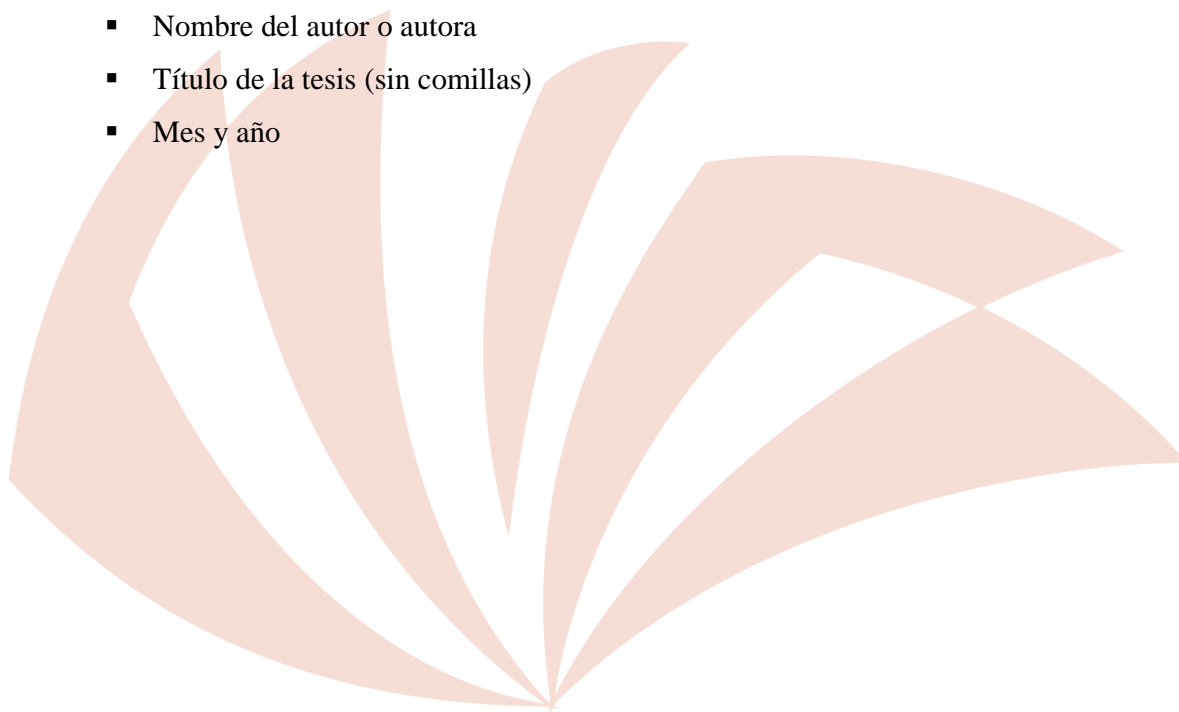 ▪ Nombre del autor o autora
▪ Título de la tesis (sin comillas)
▪ Mes y año